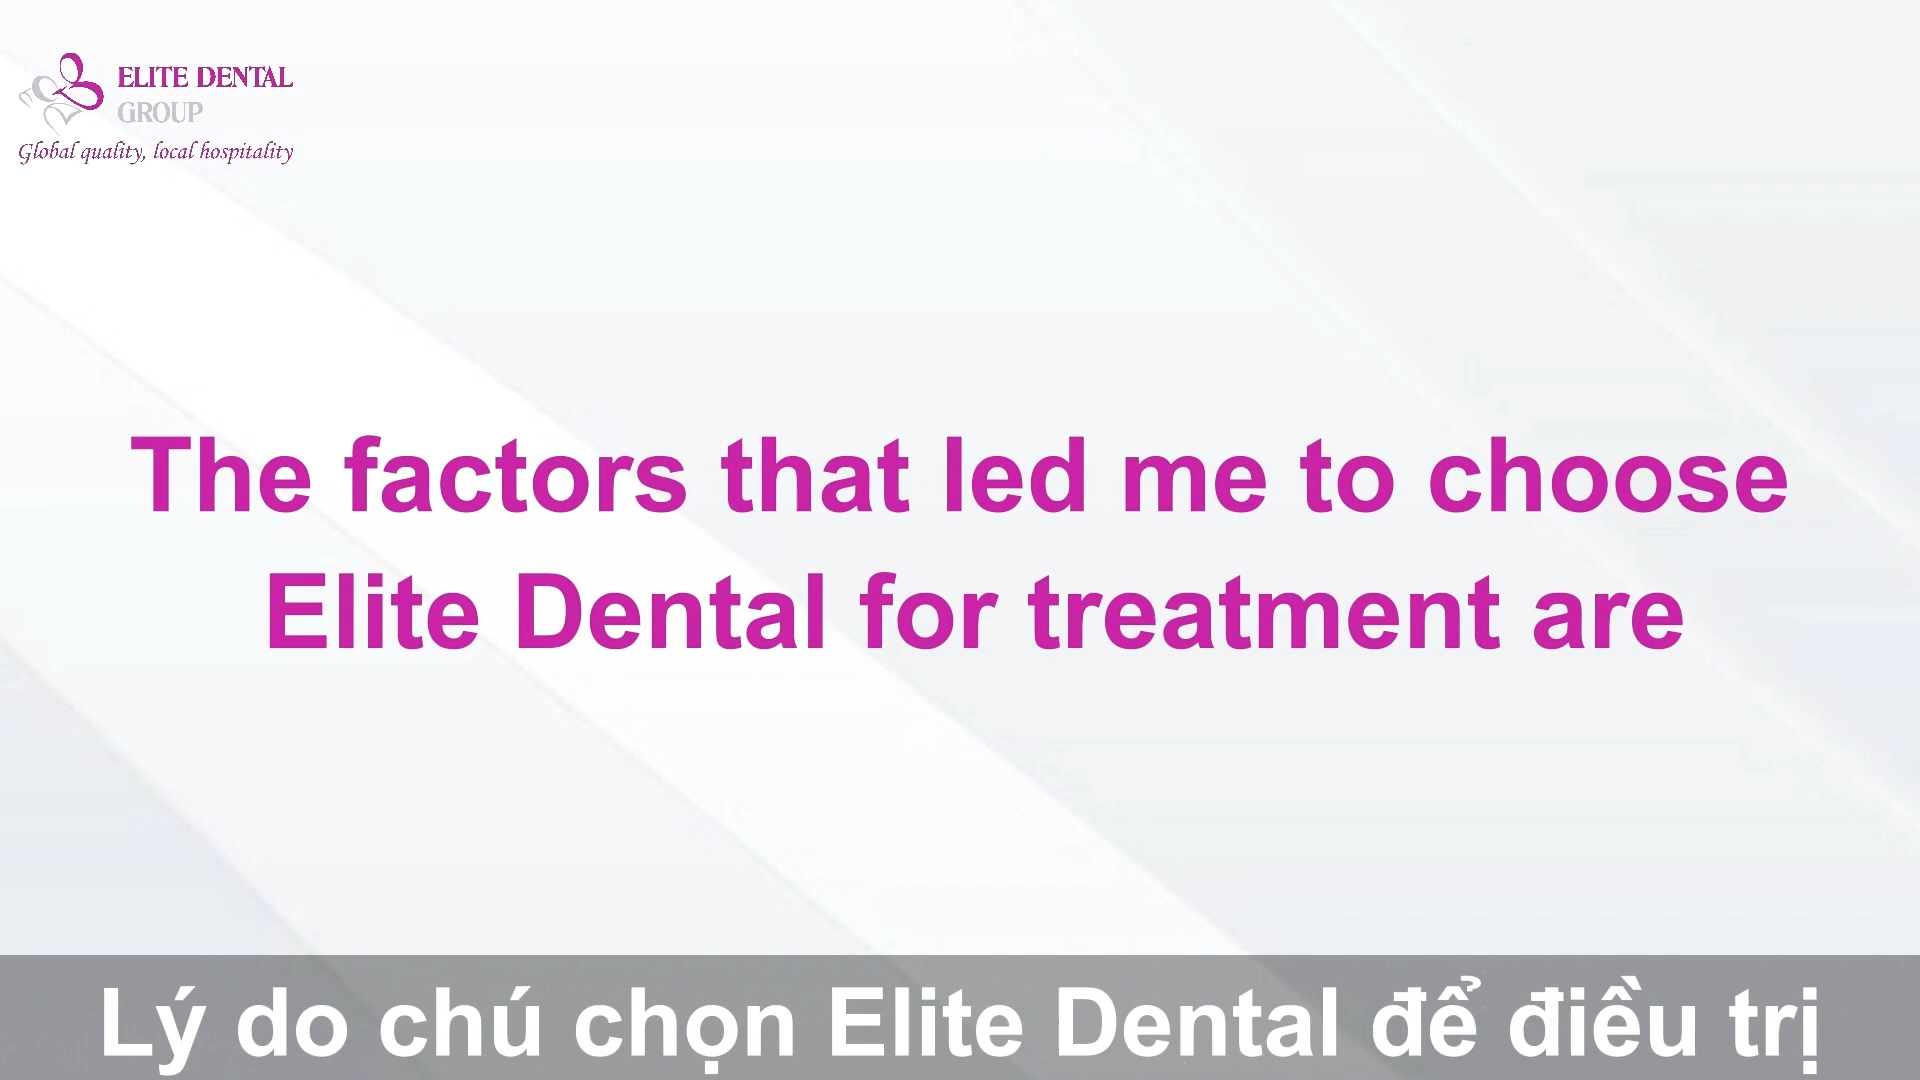 ELITE DENTAL
GROUP
Global quality, local hospitality
The factors that led me to choose
Elite Dental for treatment are
Lý do chú chọn Elite Dental để điều trị